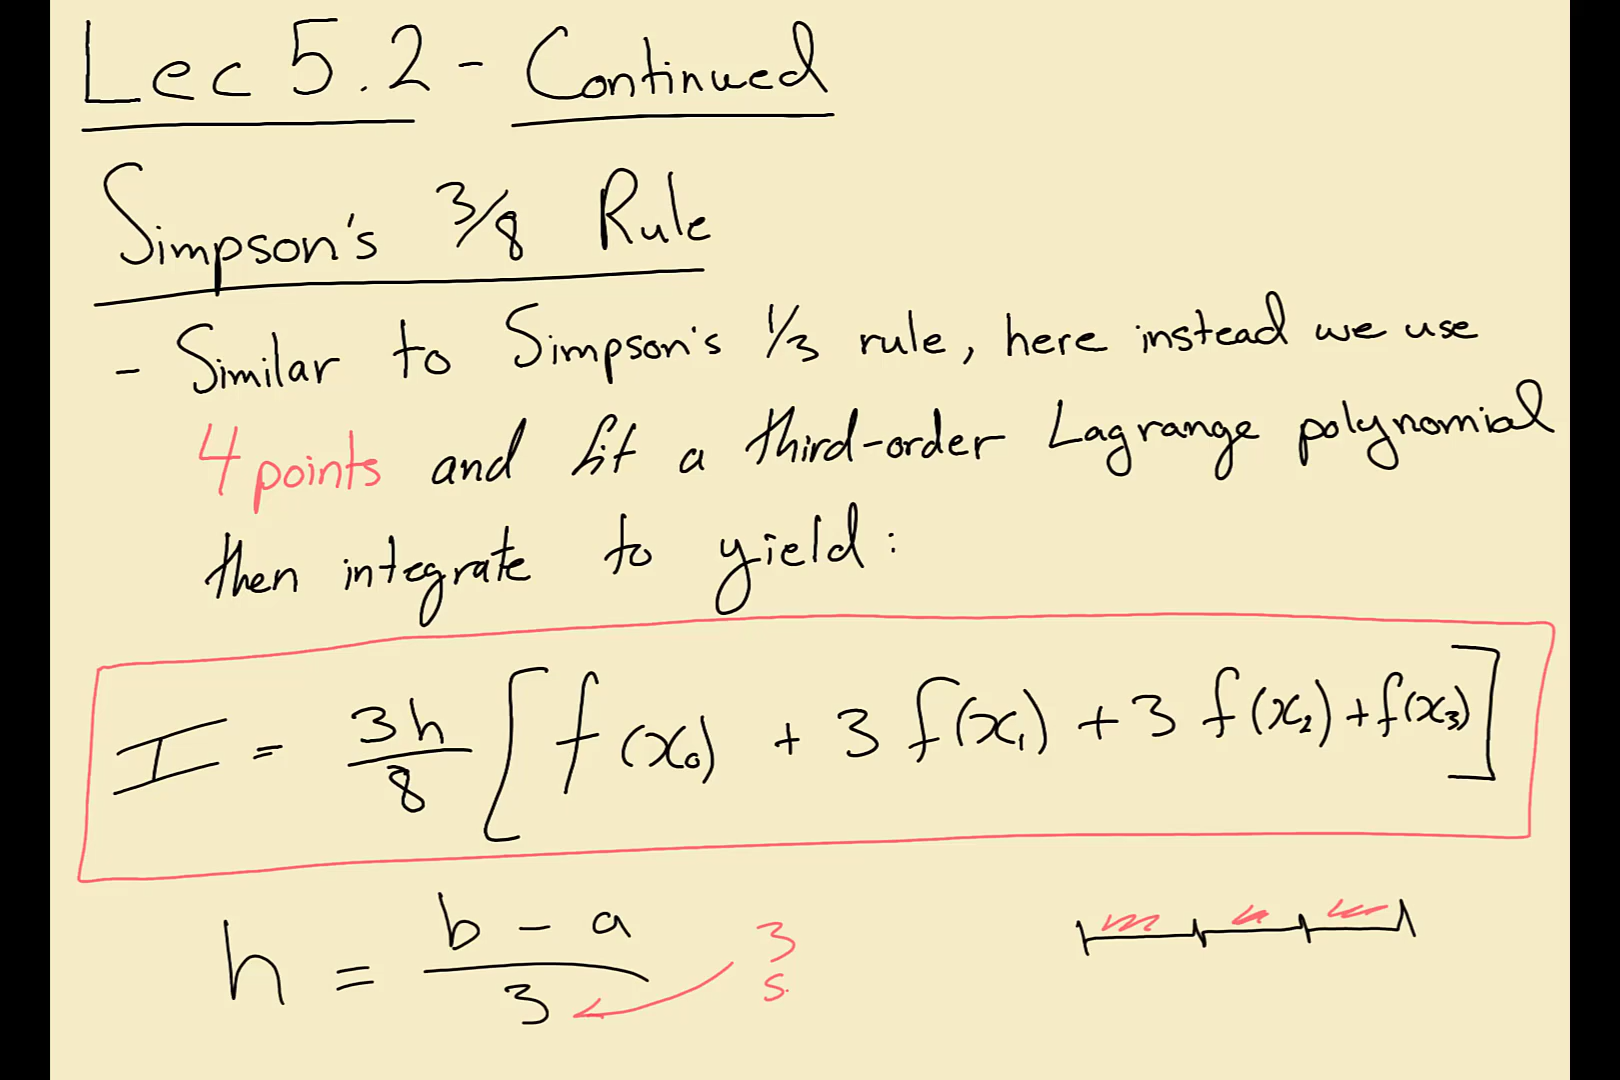 Lec 5.2 - Continued
Simpson's 3/8 Rule
- Similar to Simpson's 1/3 rule, here instead we use
4 points and fit a third-order Lagrange polynomial
then integrate to yield:
I = 3h/8 [f(x₀) + 3f(x₁) + 3f(x₂) + f(x₃)]
h = b - a / 3
3
s